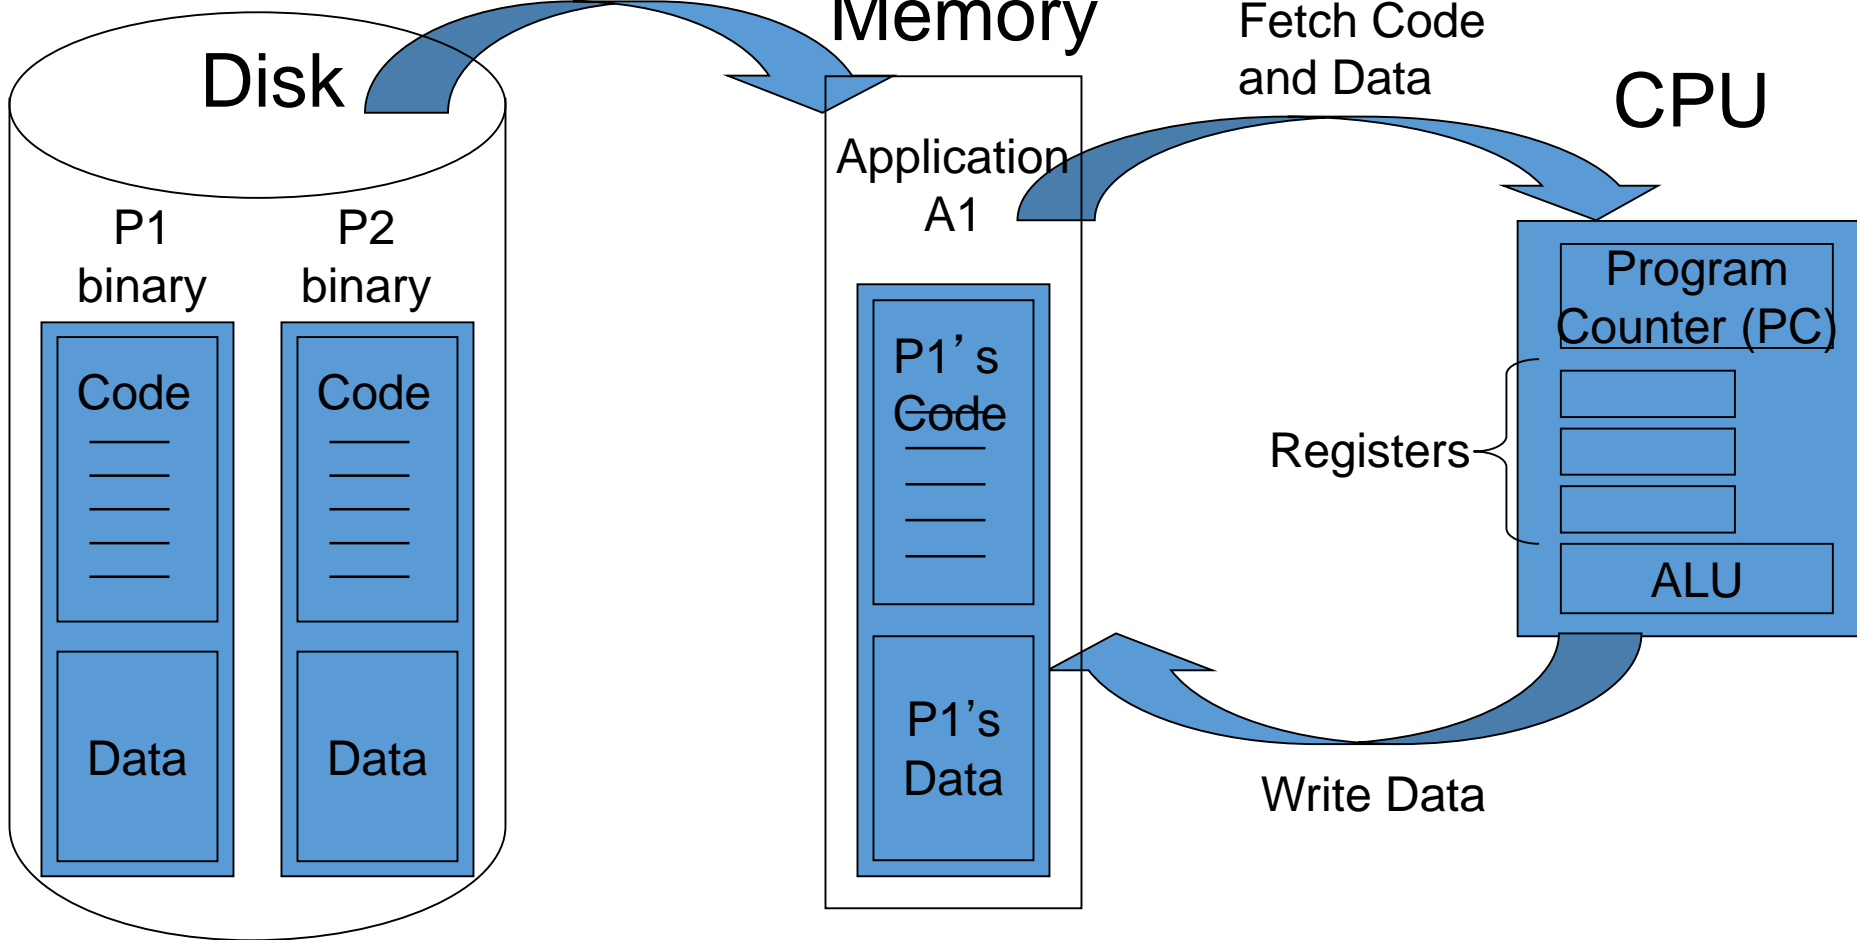 Disk
P1
binary
P2
binary
Code
Code
Data
Data
Memory
Application
A1
P1’s
Code
P1’s
Data
Fetch Code
and Data
CPU
Program
Counter (PC)
Registers
ALU
Write Data